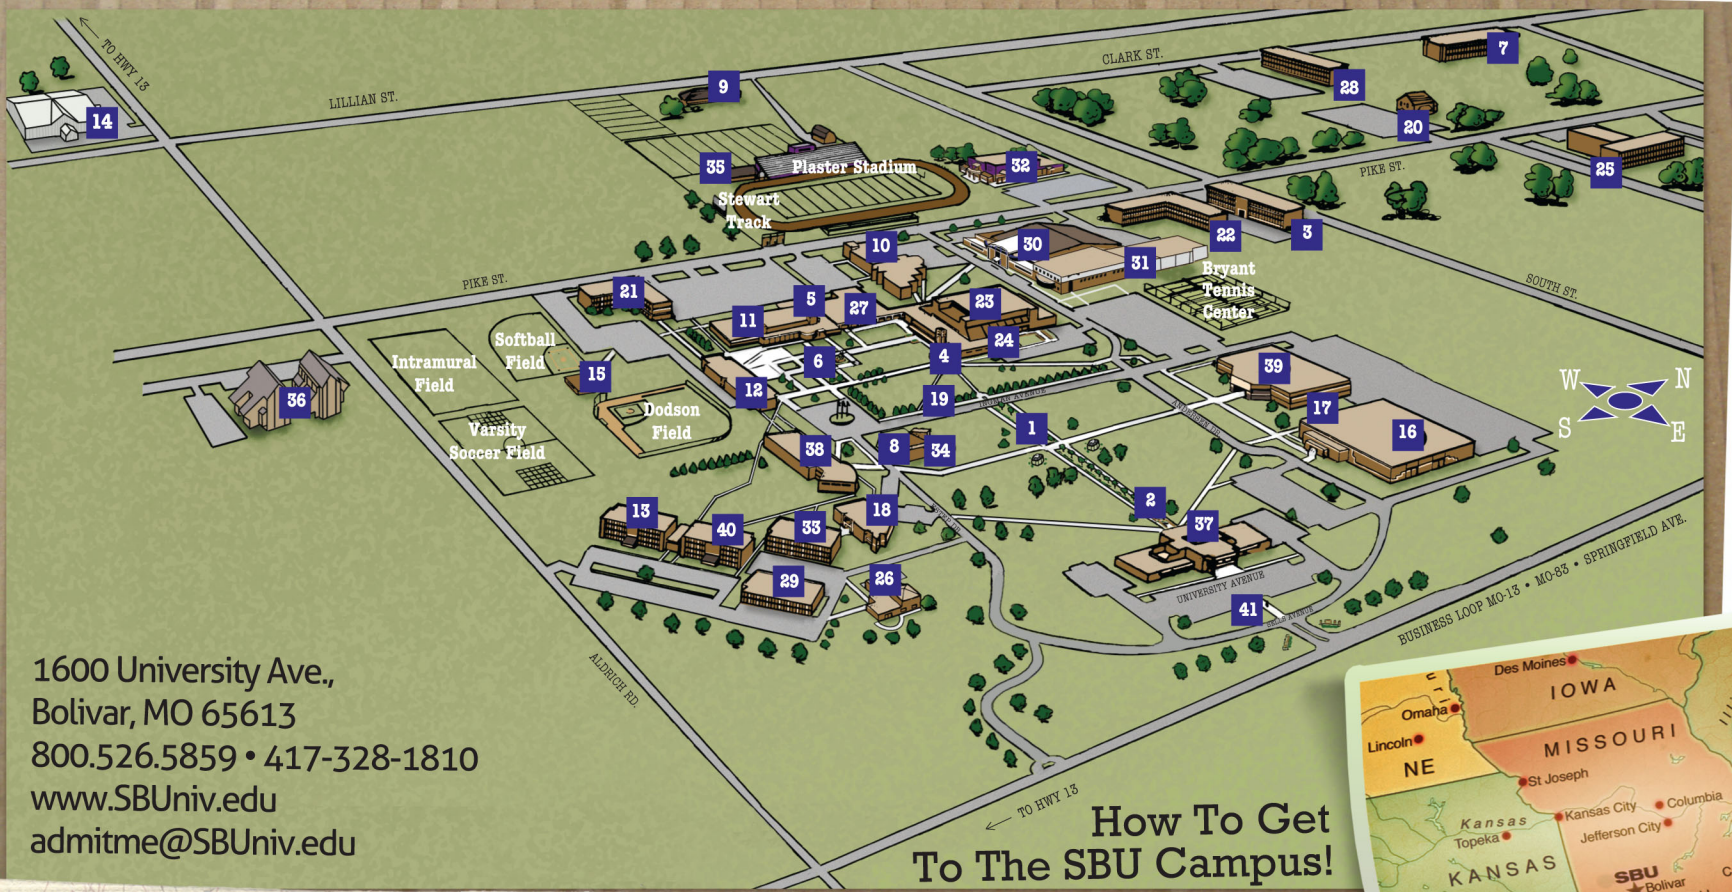 TO HWY 13
CLARK ST.
7
28
9
LILLIAN ST.
14
20
35
Plaster Stadium
32
PIKE ST.
25
Stewart
Track
22
3
10
30
31
Bryant
Tennis
Center
SOUTH ST.
PIKE ST.
21
5
27
11
23
24
Softball
Field
Intramural
Field
15
6
4
12
39
W
N
S
E
36
19
17
16
Dodson
Field
1
ANDERSEN DR.
Varsity
Soccer Field
38
8
34
2
13
40
33
18
37
29
26
UNIVERSITY AVENUE
41
SELLS AVENUE
BUSINESS LOOP MO-13 • MO-83 • SPRINGFIELD AVE.
ALDRICH RD.
TO HWY 13
1600 University Ave.,
Bolivar, MO 65613
800.526.5859 • 417-328-1810
www.SBUniv.edu
admitme@SBUniv.edu
How To Get
To The SBU Campus!
Des Moines
IOWA
Omaha
Lincoln
NE
MISSOURI
St Joseph
Kansas City
Columbia
Kansas
Topeka
Jefferson City
KANSAS
SBU
Bolivar